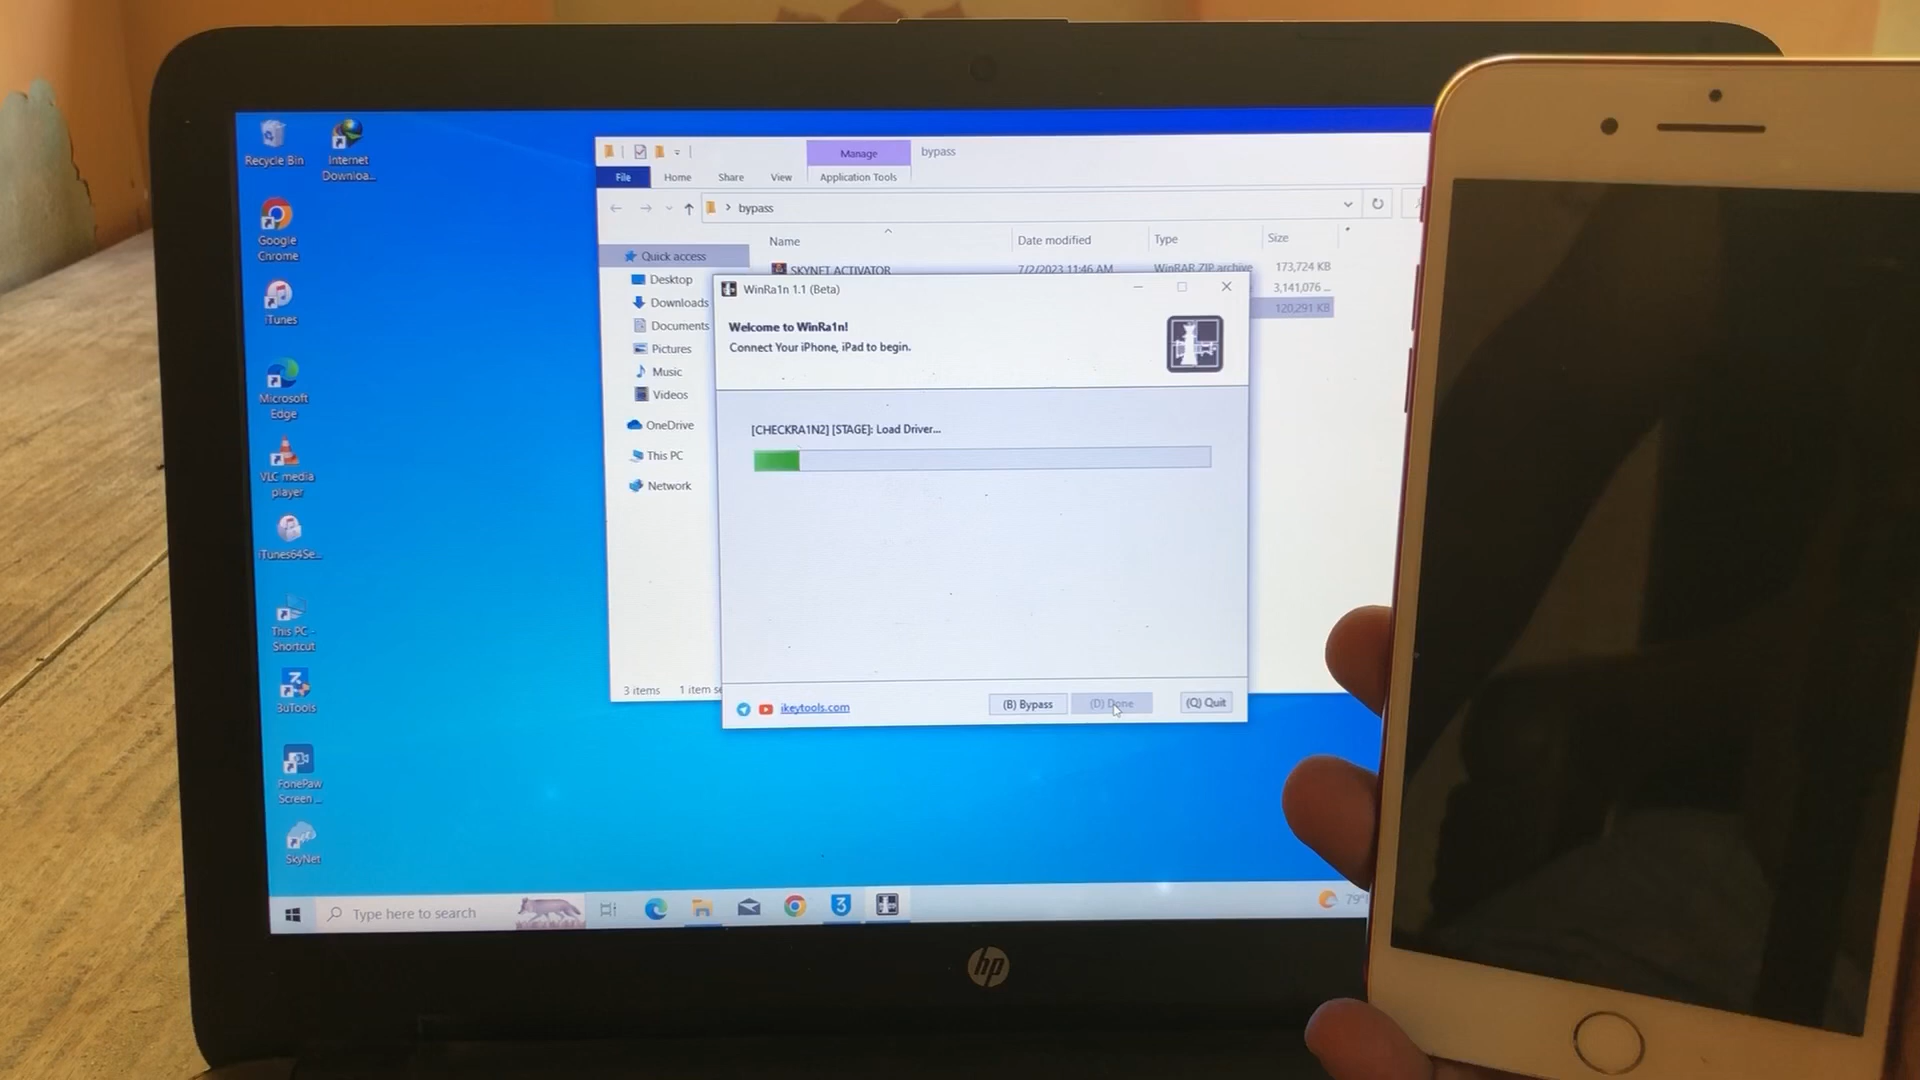 Recycle Bin
Internet
Downloa...
Google
Chrome
iTunes
Microsoft
Edge
VLC media
player
iTunes64Se...
This PC -
Shortcut
3uTools
FonePaw
Screen ...
SkyNet
Manage
bypass
File
Home
Share
View
Application Tools
bypass
Name
Date modified
Type
Size
SKYNET ACTIVATOR
7/2/2023 11:46 AM
WinRAR ZIP archive
173,724 KB
3,141,076 ...
120,291 KB
Quick access
Desktop
Downloads
Documents
Pictures
Music
Videos
OneDrive
This PC
Network
3 items
1 item se
WinRa1n 1.1 (Beta)
Welcome to WinRa1n!
Connect Your iPhone, iPad to begin.
[CHECKRA1N2] [STAGE]: Load Driver...
ikeytools.com
(B) Bypass
(D) Done
(Q) Quit
Type here to search
3
79°
hp